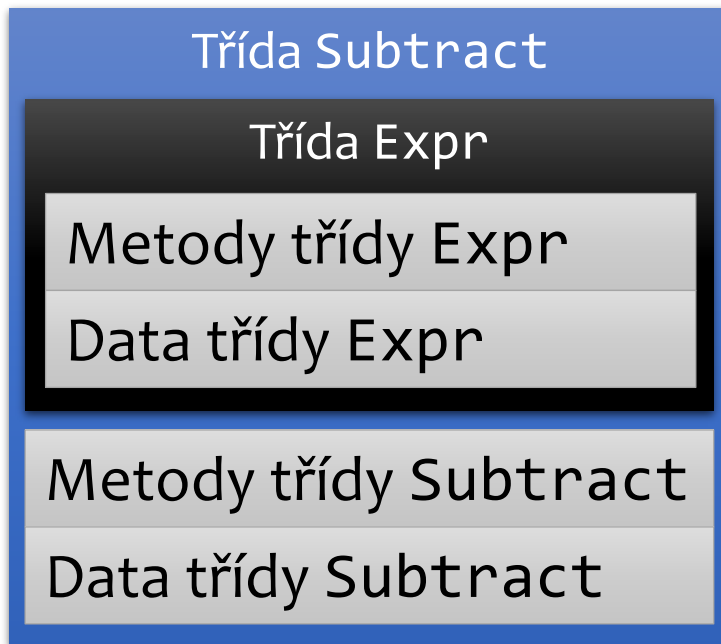 Třída Subtract
Třída Expr
Metody třídy Expr
Data třídy Expr
Metody třídy Subtract
Data třídy Subtract